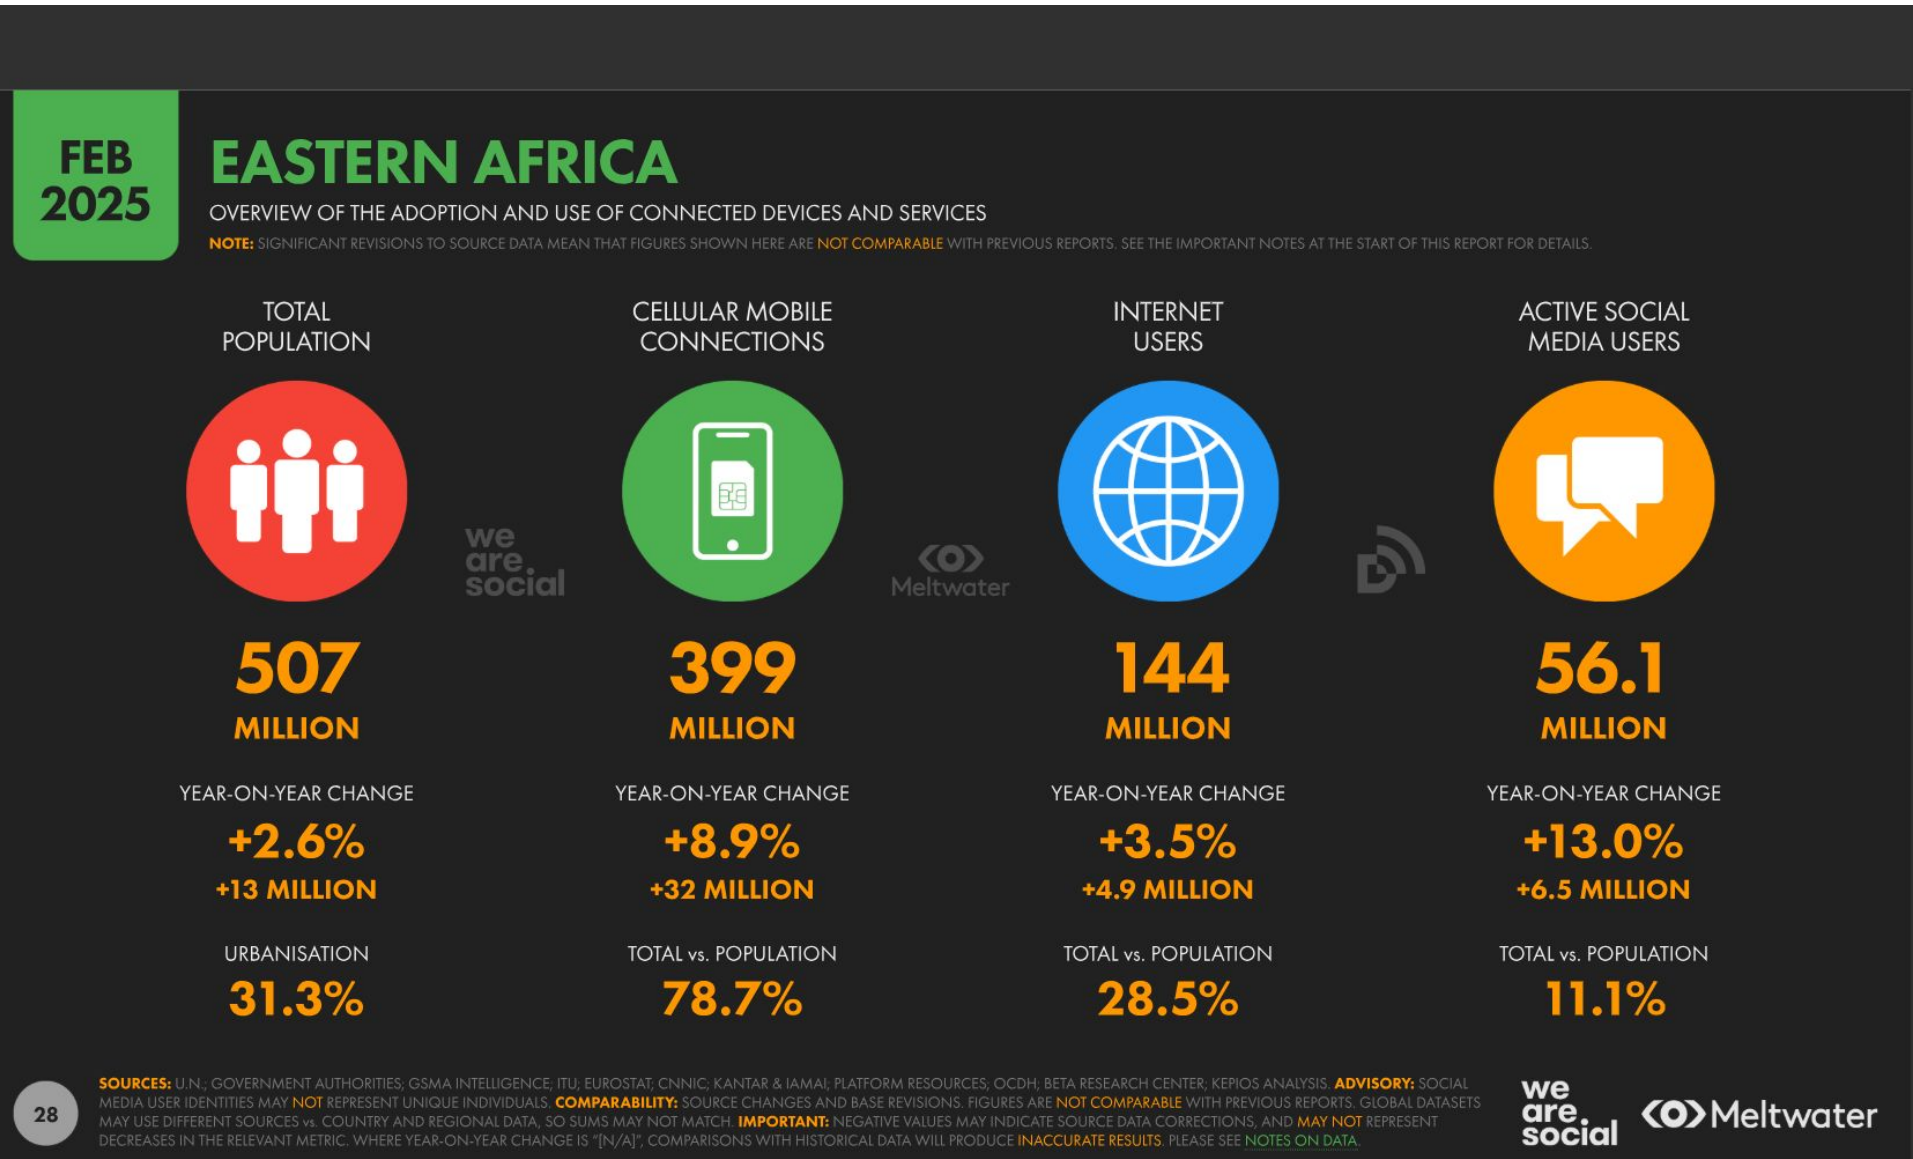 FEB
2025
EASTERN AFRICA
OVERVIEW OF THE ADOPTION AND USE OF CONNECTED DEVICES AND SERVICES
NOTE: SIGNIFICANT REVISIONS TO SOURCE DATA MEAN THAT FIGURES SHOWN HERE ARE NOT COMPARABLE WITH PREVIOUS REPORTS. SEE THE IMPORTANT NOTES AT THE START OF THIS REPORT FOR DETAILS.
TOTAL
POPULATION
507
MILLION
YEAR-ON-YEAR CHANGE
+2.6%
+13 MILLION
URBANISATION
31.3%
we
are
social
CELLULAR MOBILE
CONNECTIONS
399
MILLION
YEAR-ON-YEAR CHANGE
+8.9%
+32 MILLION
TOTAL vs. POPULATION
78.7%
Meltwater
INTERNET
USERS
144
MILLION
YEAR-ON-YEAR CHANGE
+3.5%
+4.9 MILLION
TOTAL vs. POPULATION
28.5%
ACTIVE SOCIAL
MEDIA USERS
56.1
MILLION
YEAR-ON-YEAR CHANGE
+13.0%
+6.5 MILLION
TOTAL vs. POPULATION
11.1%
28
SOURCES: U.N.; GOVERNMENT AUTHORITIES; GSMA INTELLIGENCE; ITU; EUROSTAT; CNNIC; KANTAR & IAMAI; PLATFORM RESOURCES; OCDH; BETA RESEARCH CENTER; KEPIOS ANALYSIS. ADVISORY: SOCIAL
MEDIA USER IDENTITIES MAY NOT REPRESENT UNIQUE INDIVIDUALS. COMPARABILITY: SOURCE CHANGES AND BASE REVISIONS. FIGURES ARE NOT COMPARABLE WITH PREVIOUS REPORTS. GLOBAL DATASETS
MAY USE DIFFERENT SOURCES vs. COUNTRY AND REGIONAL DATA, SO SUMS MAY NOT MATCH. IMPORTANT: NEGATIVE VALUES MAY INDICATE SOURCE DATA CORRECTIONS, AND MAY NOT REPRESENT
DECREASES IN THE RELEVANT METRIC. WHERE YEAR-ON-YEAR CHANGE IS "[N/A]", COMPARISONS WITH HISTORICAL DATA WILL PRODUCE INACCURATE RESULTS. PLEASE SEE NOTES ON DATA.
we
are
social
Meltwater